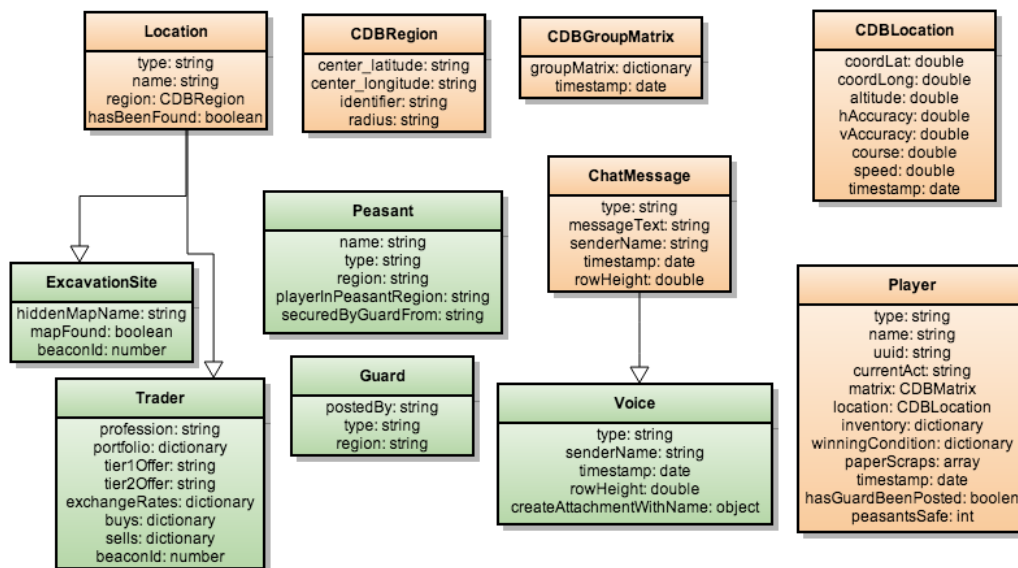 Location
type: string
name: string
region: CDBRegion
hasBeenFound: boolean
CDBRegion
center_latitude: string
center_longitude: string
identifier: string
radius: string
CDBGroupMatrix
groupMatrix: dictionary
timestamp: date
CDBLocation
coordLat: double
coordLong: double
altitude: double
hAccuracy: double
vAccuracy: double
course: double
speed: double
timestamp: date
ChatMessage
type: string
messageText: string
senderName: string
timestamp: date
rowHeight: double
Peasant
name: string
type: string
region: string
playerInPeasantRegion: string
securedByGuardFrom: string
ExcavationSite
hiddenMapName: string
mapFound: boolean
beaconId: number
Player
type: string
name: string
uuid: string
currentAct: string
matrix: CDBMatrix
location: CDBLocation
inventory: dictionary
winningCondition: dictionary
paperScraps: array
timestamp: date
hasGuardBeenPosted: boolen
peasantsSafe: int
Guard
postedBy: string
type: string
region: string
Trader
profession: string
portfolio: dictionary
tier1Offer: string
tier2Offer: string
exchangeRates: dictionary
buys: dictionary
sells: dictionary
beaconId: number
Voice
type: string
senderName: string
timestamp: date
rowHeight: double
createAttachmentWithName: object